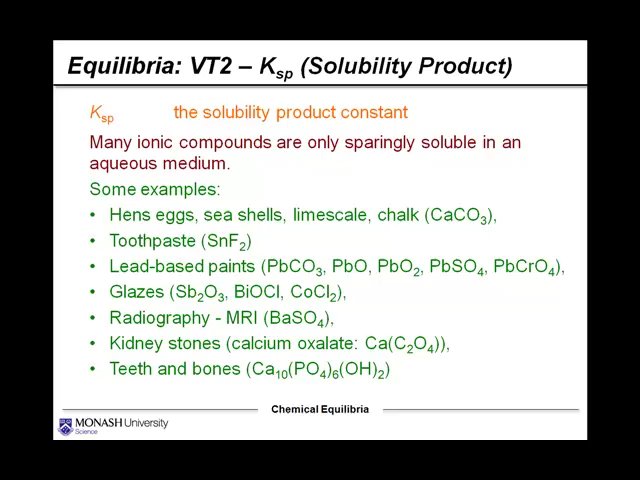 Equilibria: VT2 – Ksp (Solubility Product)
Ksp the solubility product constant
Many ionic compounds are only sparingly soluble in an
aqueous medium.
Some examples:
• Hens eggs, sea shells, limescale, chalk (CaCO3),
• Toothpaste (SnF2)
• Lead-based paints (PbCO3, PbO, PbO2, PbSO4, PbCrO4),
• Glazes (Sb2O3, BiOCl, CoCl2),
• Radiography - MRI (BaSO4),
• Kidney stones (calcium oxalate: Ca(C2O4)),
• Teeth and bones (Ca10(PO4)6(OH)2)
Chemical Equilibria
MONASH University
Science